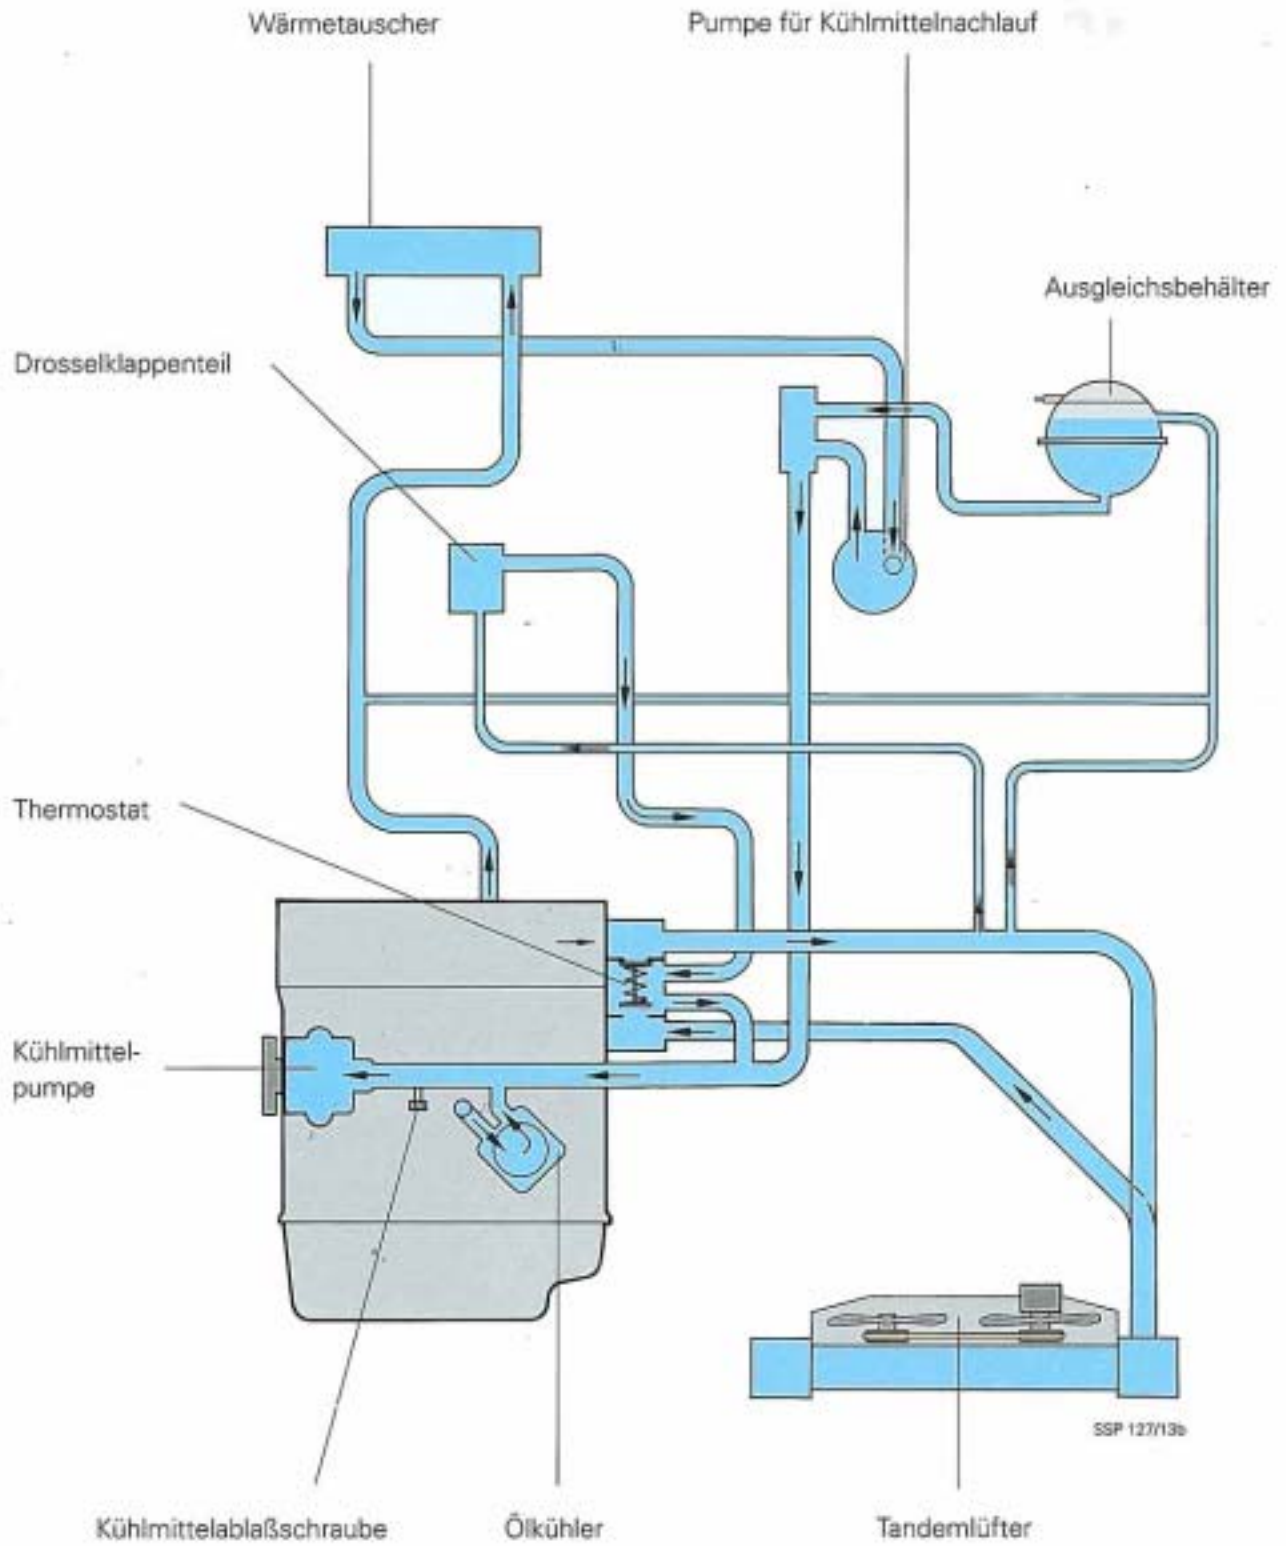 Wärmetauscher
Pumpe für Kühlmittelnachlauf
Ausgleichsbehälter
Drosselklappenteil
Thermostat
Kühlmittel-
pumpe
SSP 127/13b
Kühlmittelablaßschraube
Ölkühler
Tandemlüfter